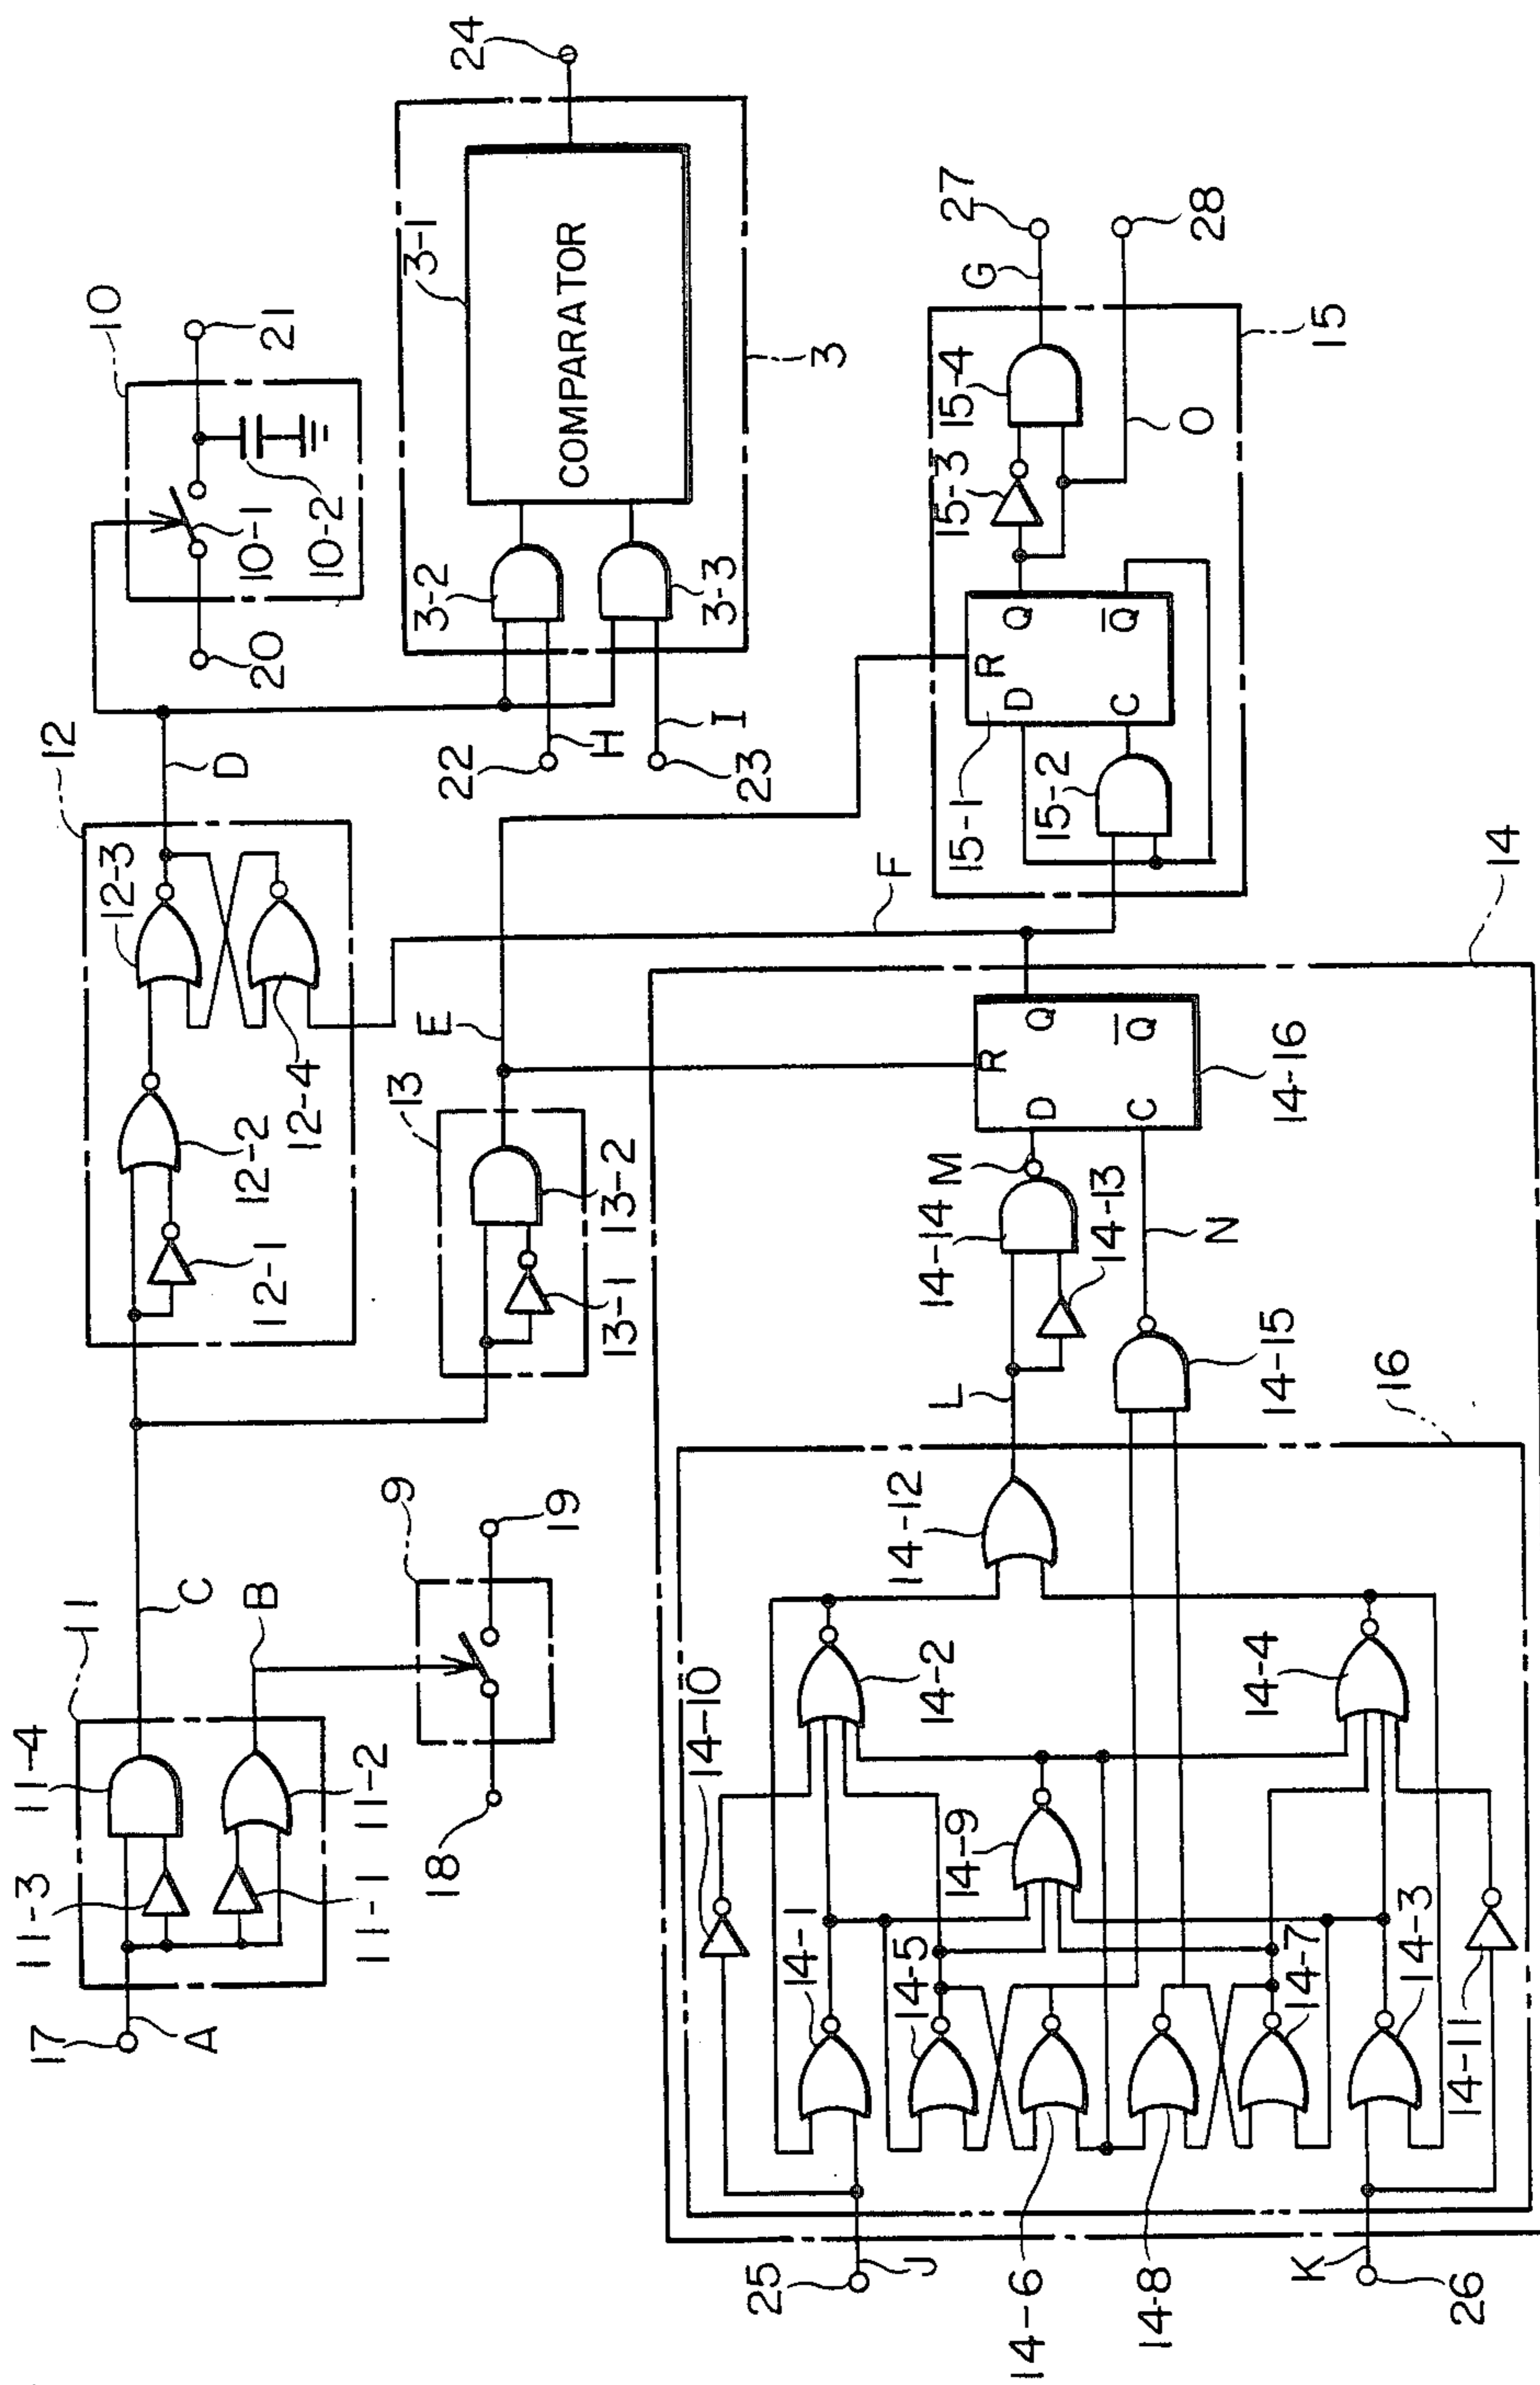 17
A
11
11-3
11-4
11-1
11-2
C
B
9
18
19
12
12-1
12-2
12-3
12-4
D
13
13-1
13-2
E
F
10
20
21
10-1
10-2
3
3-1
COMPARATOR
3-2
3-3
22
H
23
I
24
14
16
25
J
26
K
14-10
14-1
14-2
14-5
14-9
14-6
14-8
14-7
14-3
14-4
14-11
14-12
L
14-14
14-13
M
14-15
N
R
D
Q
C
Q̅
14-16
15
15-1
15-2
R
D
Q
C
Q̅
15-3
15-4
G
27
O
28